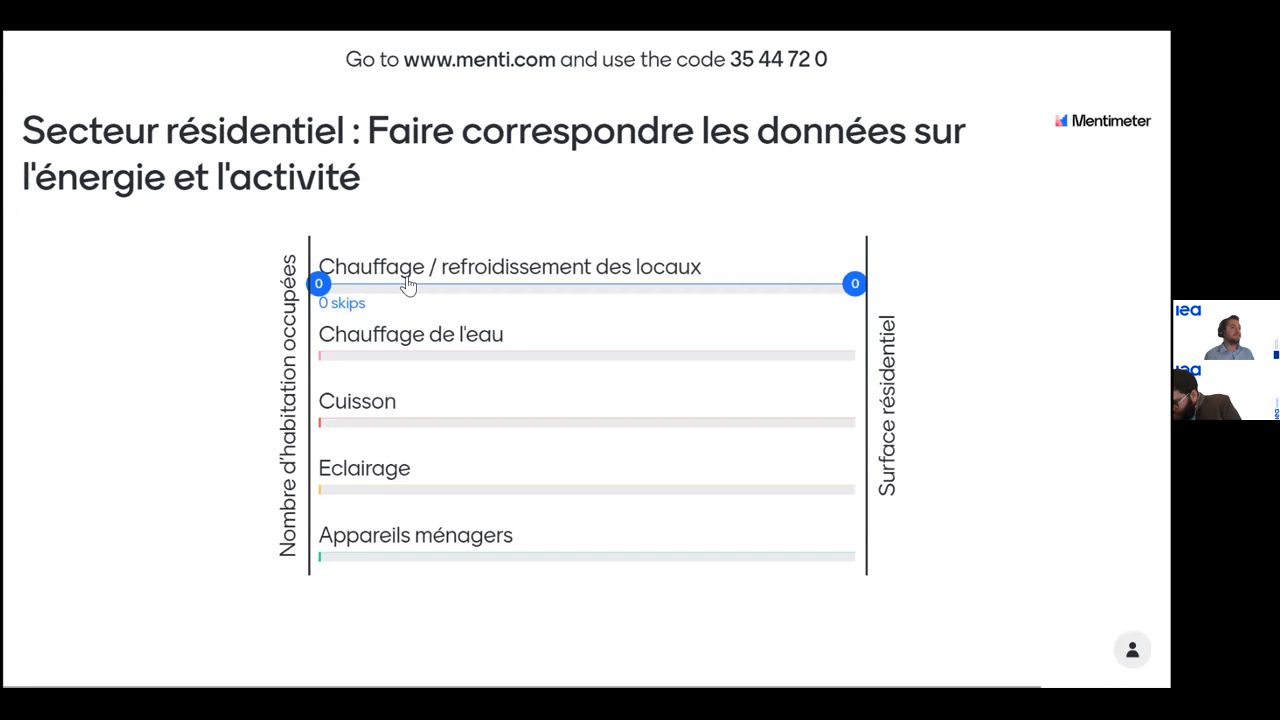 Go to www.menti.com and use the code 35 44 72 0
Secteur résidentiel : Faire correspondre les données sur
l'énergie et l'activité
Mentimeter
Nombre d'habitation occupées
Chauffage / refroidissement des locaux
0
0
0 skips
Chauffage de l'eau
Cuisson
Eclairage
Appareils ménagers
Surface résidentiel
iea
iea